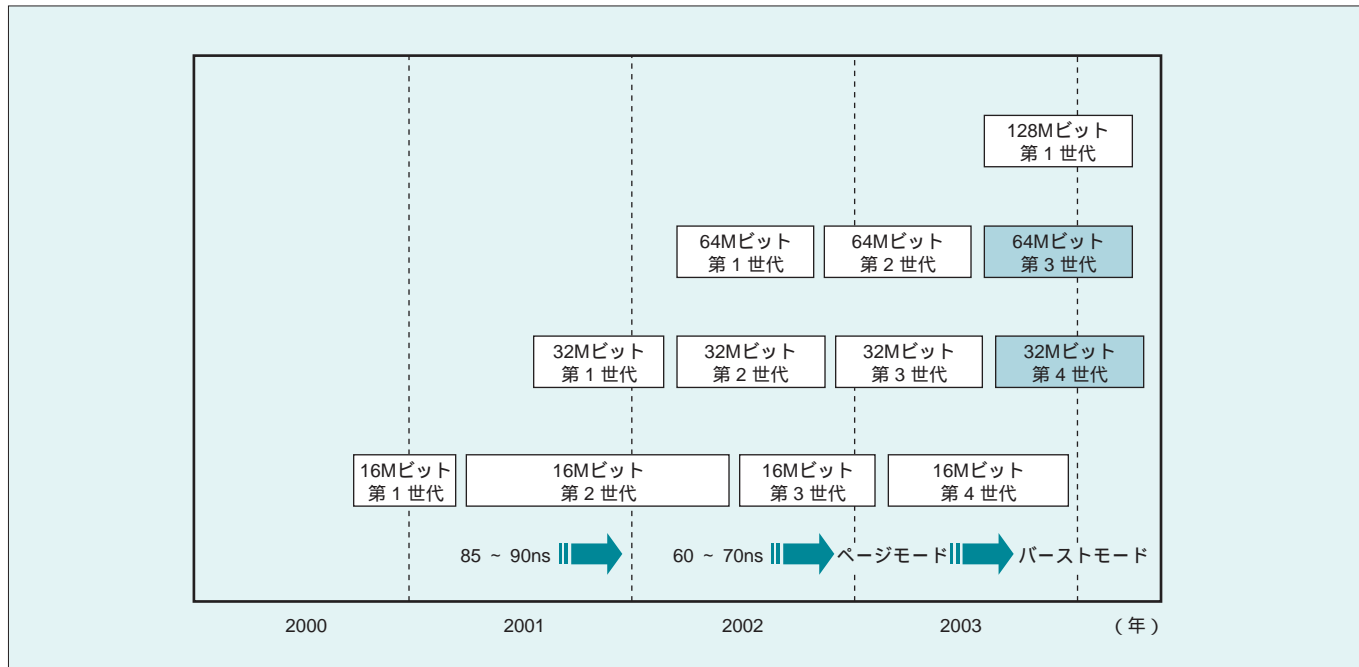 128Mビット
第 1 世代
64Mビット
第 1 世代
64Mビット
第 2 世代
64Mビット
第 3 世代
32Mビット
第 1 世代
32Mビット
第 2 世代
32Mビット
第 3 世代
32Mビット
第 4 世代
16Mビット
第 1 世代
16Mビット
第 2 世代
16Mビット
第 3 世代
16Mビット
第 4 世代
85 ~ 90ns 60 ~ 70ns ページモード バーストモード
2000 2001 2002 2003 (年)